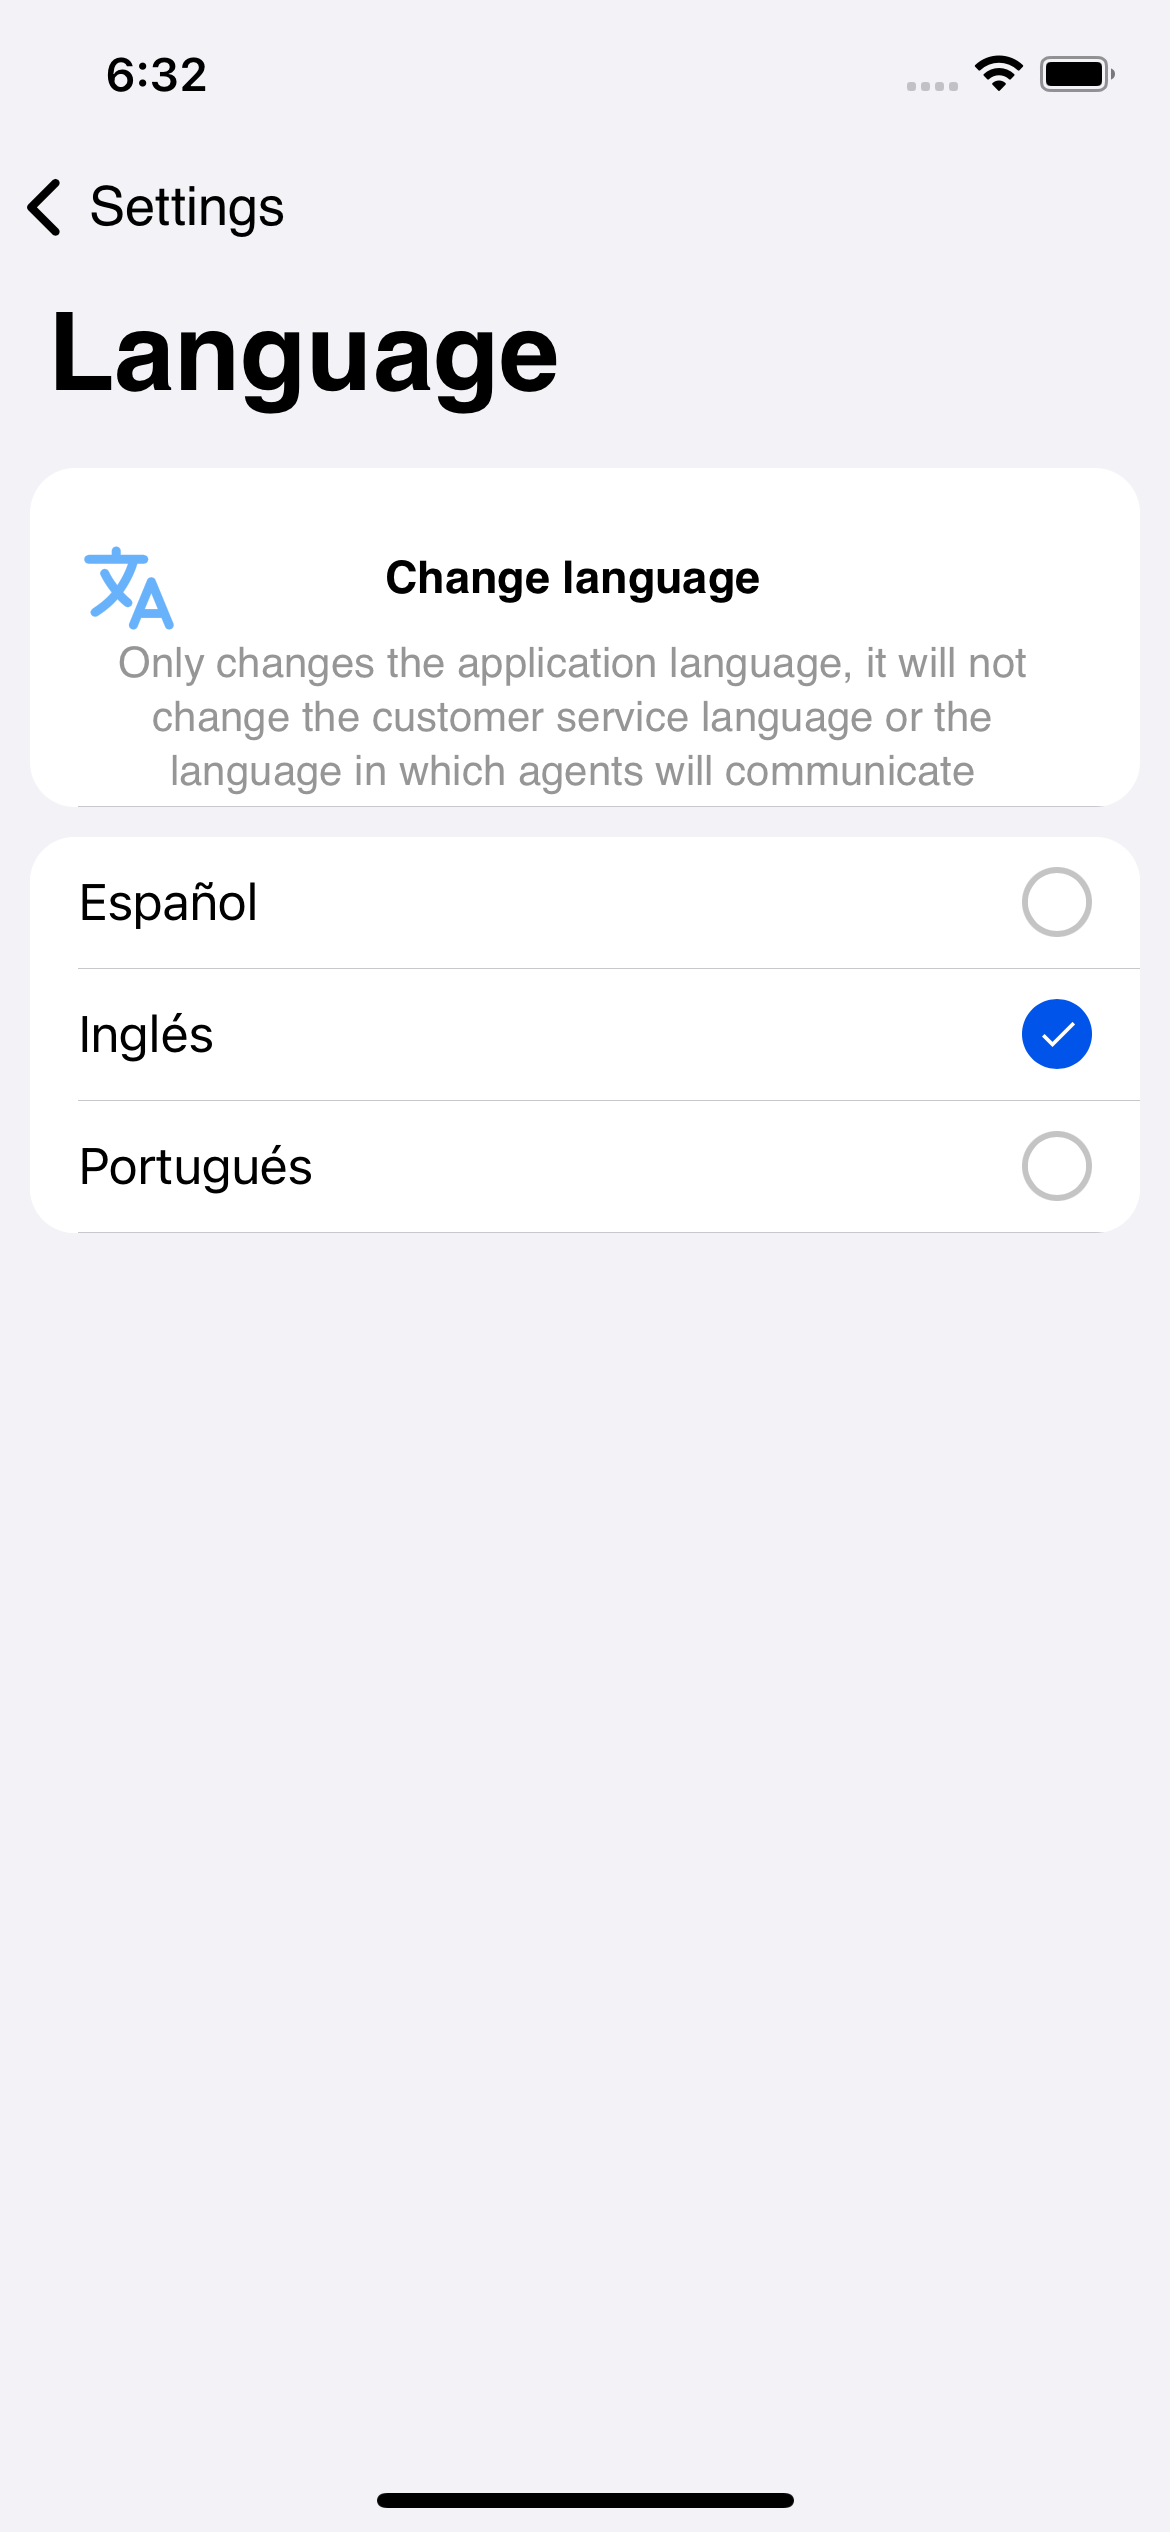 6:32
Settings
Language
Change language
Only changes the application language, it will not
change the customer service language or the
language in which agents will communicate
Español
Inglés
Portugués